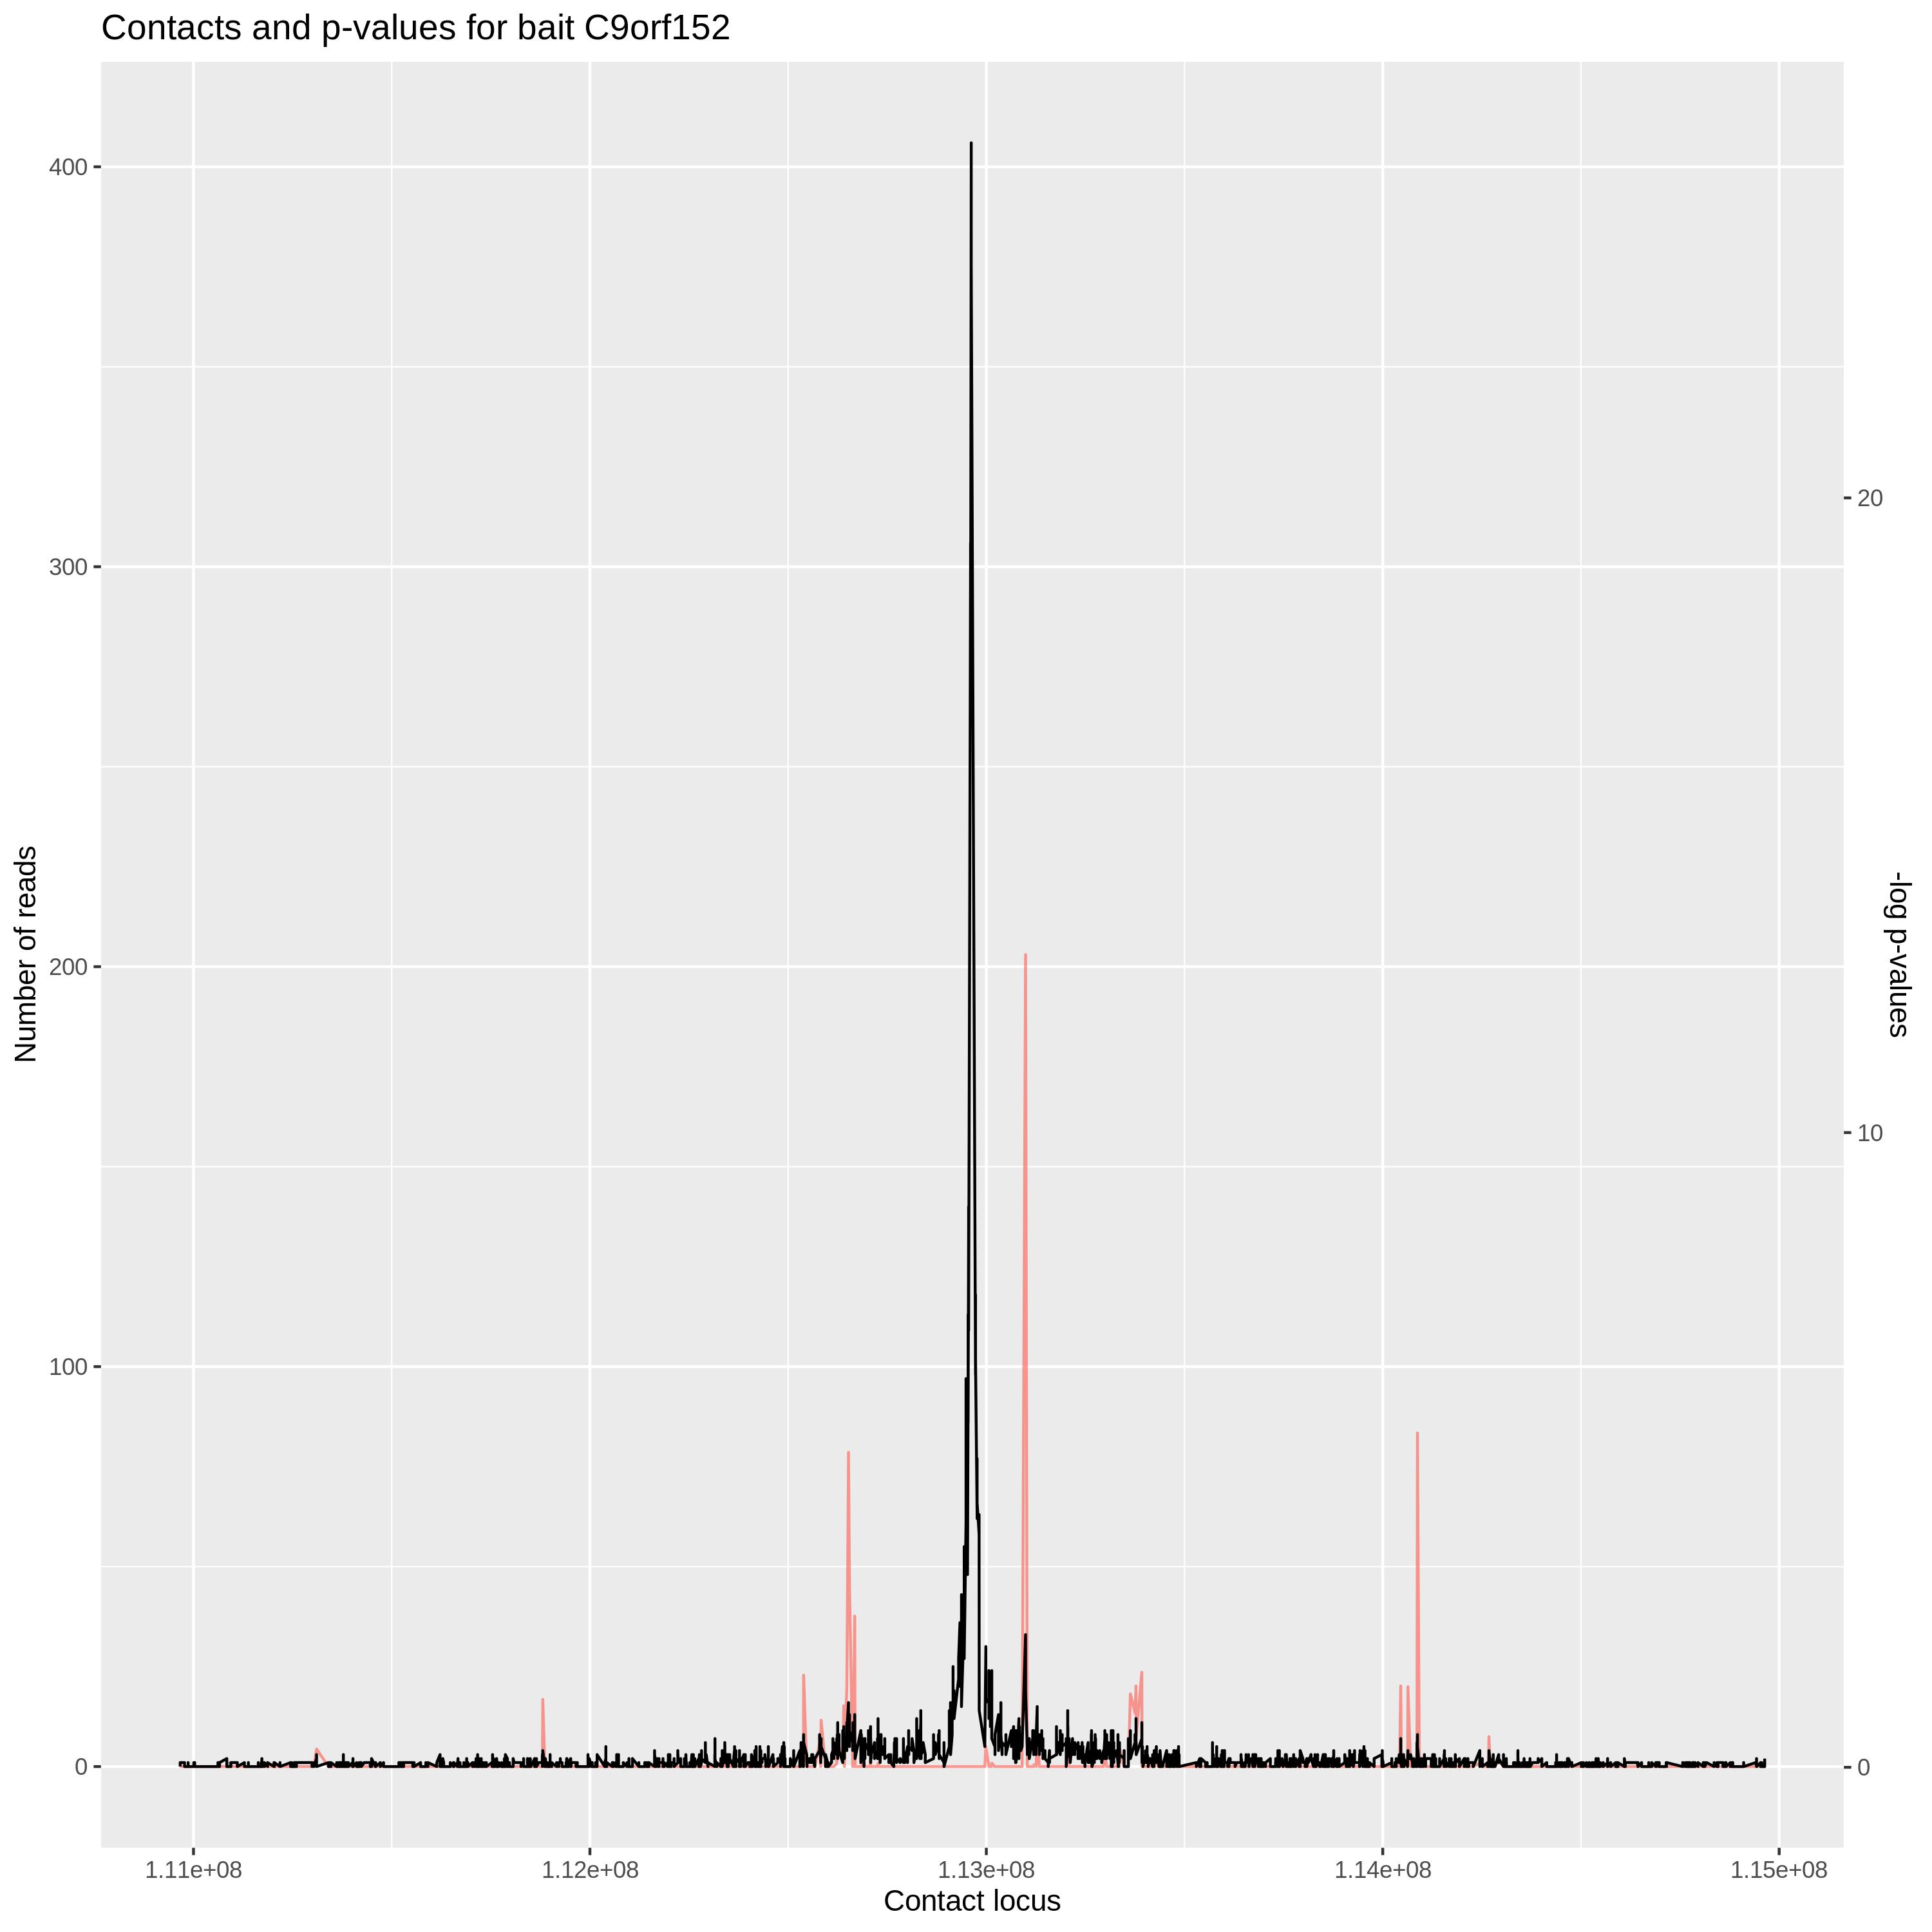 Contacts and p-values for bait C9orf152
400
300
200
100
0
Number of reads
20
10
0
-log p-values
1.11e+08
1.12e+08
1.13e+08
1.14e+08
1.15e+08
Contact locus